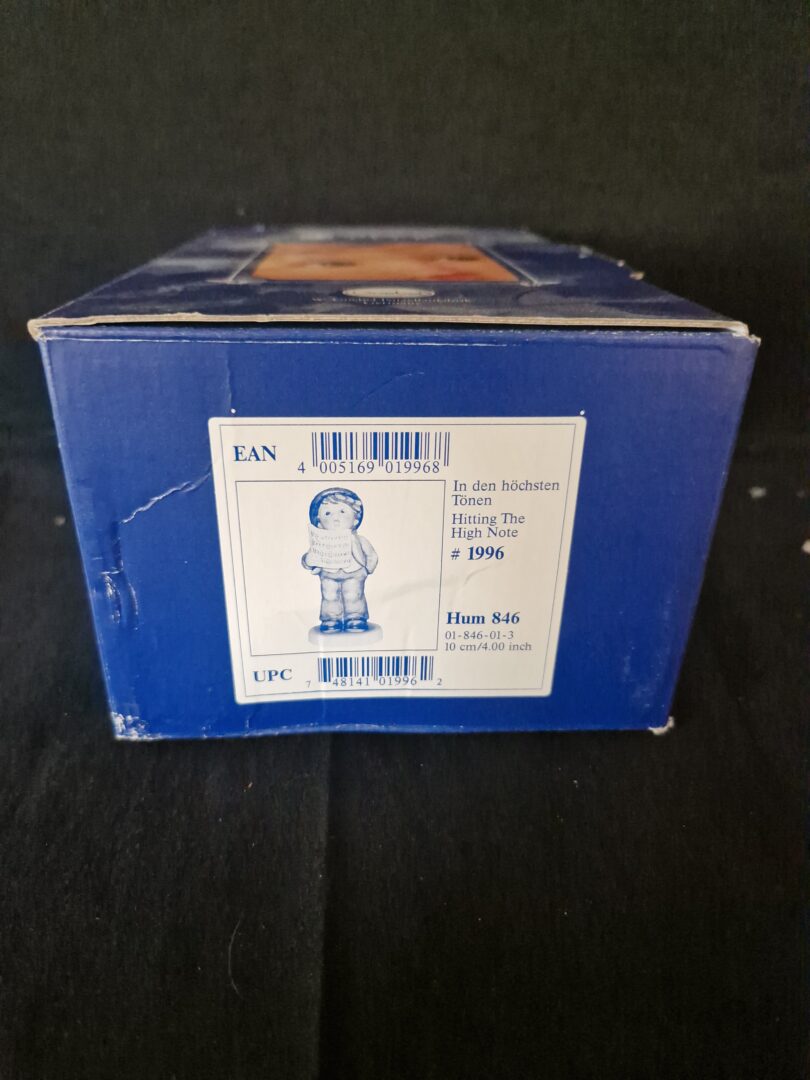 EAN
4 005169 019968
In den höchsten
Tönen
Hitting The
High Note
# 1996
Hum 846
01-846-01-3
10 cm/4.00 inch
UPC
7 48141 01996 2